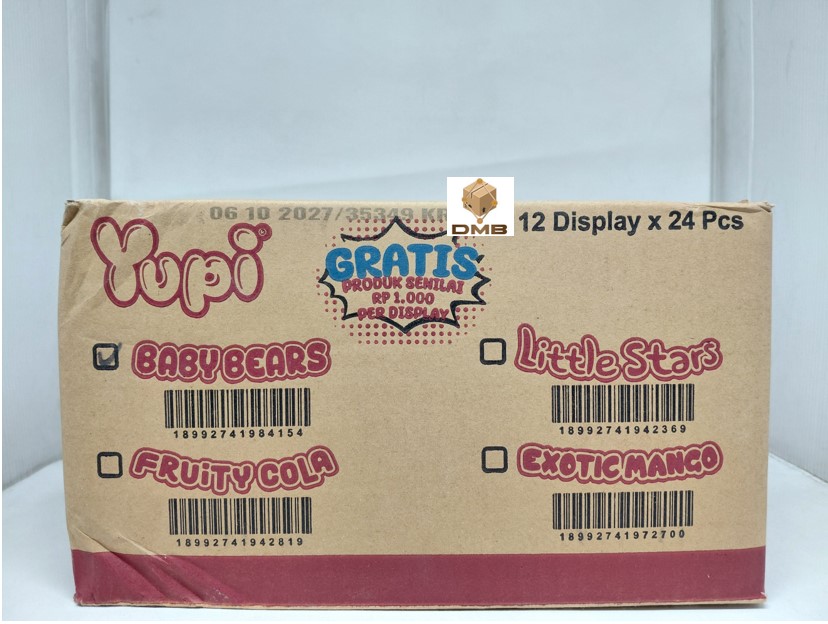 06 10 2027/35349 KR
DMB
12 Display x 24 Pcs
Yupi®
GRATIS
PRODUK SENILAI
RP 1.000
PER DISPLAY
BABY BEARS
18992741984154
Little Stars
18992741942369
FRUITY COLA
18992741942819
EXOTIC MANGO
18992741972700